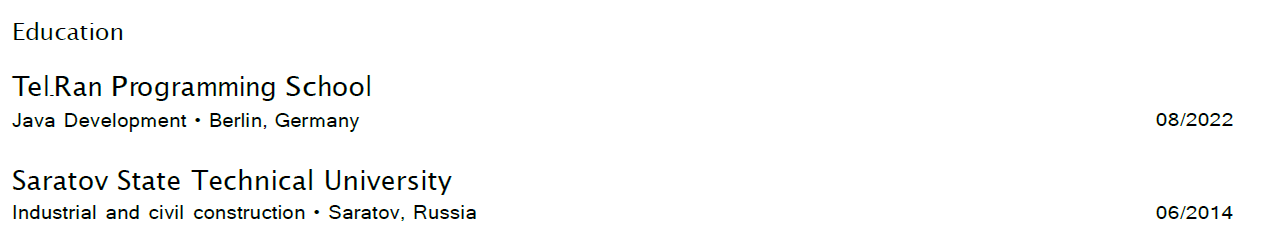 Education
Tel.Ran Programming School
Java Development • Berlin, Germany 08/2022
Saratov State Technical University
Industrial and civil construction • Saratov, Russia 06/2014